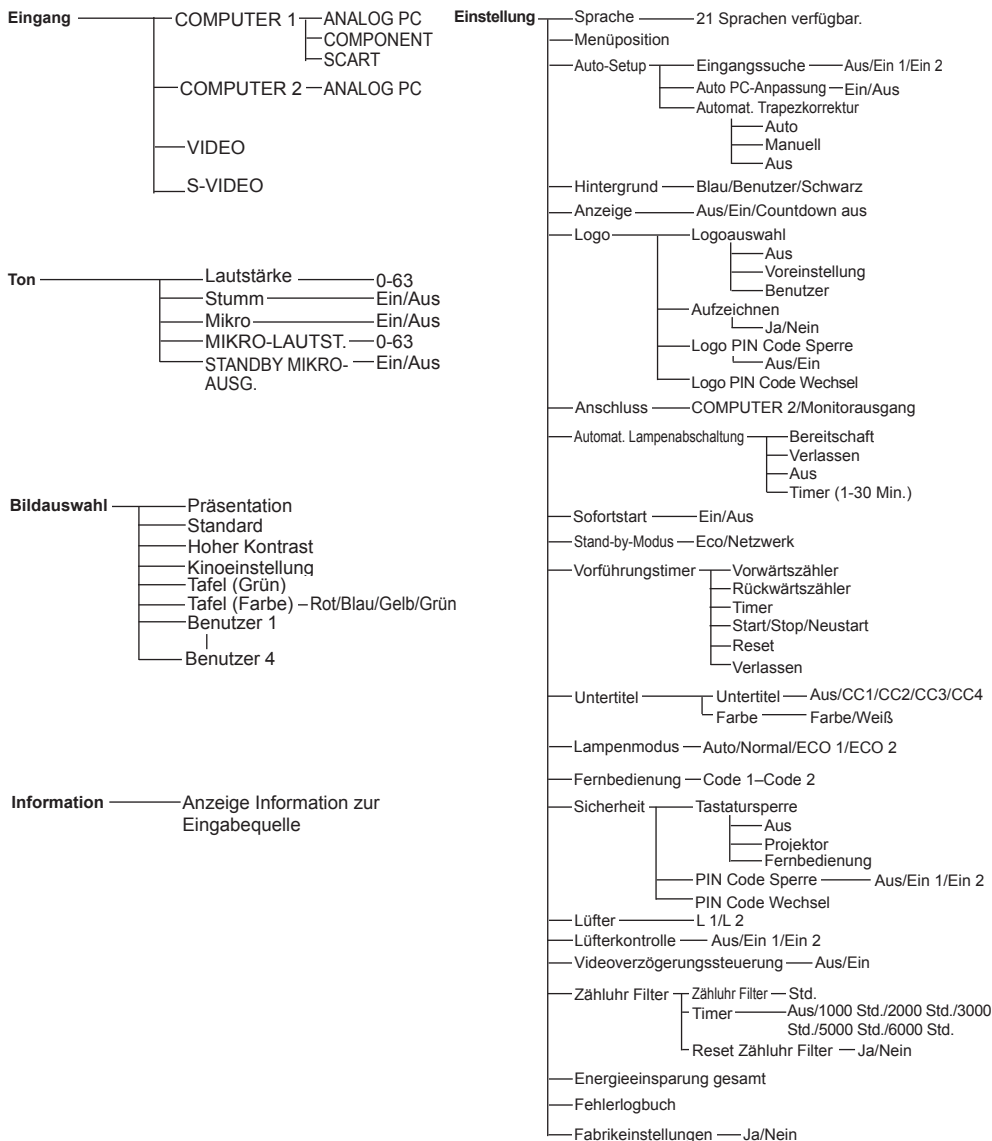 Eingang
COMPUTER 1
ANALOG PC
COMPONENT
SCART
COMPUTER 2
ANALOG PC
VIDEO
S-VIDEO
Ton
Lautstärke
0-63
Stumm
Ein/Aus
Mikro
Ein/Aus
MIKRO-LAUTST.
0-63
STANDBY MIKRO-
AUSG.
Ein/Aus
Bildauswahl
Präsentation
Standard
Hoher Kontrast
Kinoeinstellung
Tafel (Grün)
Tafel (Farbe)
Rot/Blau/Gelb/Grün
Benutzer 1
Benutzer 4
Information
Anzeige Information zur
Eingabequelle
Einstellung
Sprache
21 Sprachen verfügbar.
Menüposition
Auto-Setup
Eingangssuche
Aus/Ein 1/Ein 2
Auto PC-Anpassung
Ein/Aus
Automat. Trapezkorrektur
Auto
Manuell
Aus
Hintergrund
Blau/Benutzer/Schwarz
Anzeige
Aus/Ein/Countdown aus
Logo
Logoauswahl
Aus
Voreinstellung
Benutzer
Aufzeichnen
Ja/Nein
Logo PIN Code Sperre
Aus/Ein
Logo PIN Code Wechsel
Anschluss
COMPUTER 2/Monitorausgang
Automat. Lampenabschaltung
Bereitschaft
Verlassen
Aus
Timer (1-30 Min.)
Sofortstart
Ein/Aus
Stand-by-Modus
Eco/Netzwerk
Vorführungstimer
Vorwärtszähler
Rückwärtszähler
Timer
Start/Stop/Neustart
Reset
Verlassen
Untertitel
Untertitel
Aus/CC1/CC2/CC3/CC4
Farbe
Farbe/Weiß
Lampenmodus
Auto/Normal/ECO 1/ECO 2
Fernbedienung
Code 1–Code 2
Sicherheit
Tastatursperre
Aus
Projektor
Fernbedienung
PIN Code Sperre
Aus/Ein 1/Ein 2
PIN Code Wechsel
Lüfter
L 1/L 2
Lüfterkontrolle
Aus/Ein 1/Ein 2
Videoverzögerungssteuerung
Aus/Ein
Zähluhr Filter
Zähluhr Filter
Std.
Timer
Aus/1000 Std./2000 Std./3000
Std./5000 Std./6000 Std.
Reset Zähluhr Filter
Ja/Nein
Energieeinsparung gesamt
Fehlerlogbuch
Fabrikeinstellungen
Ja/Nein